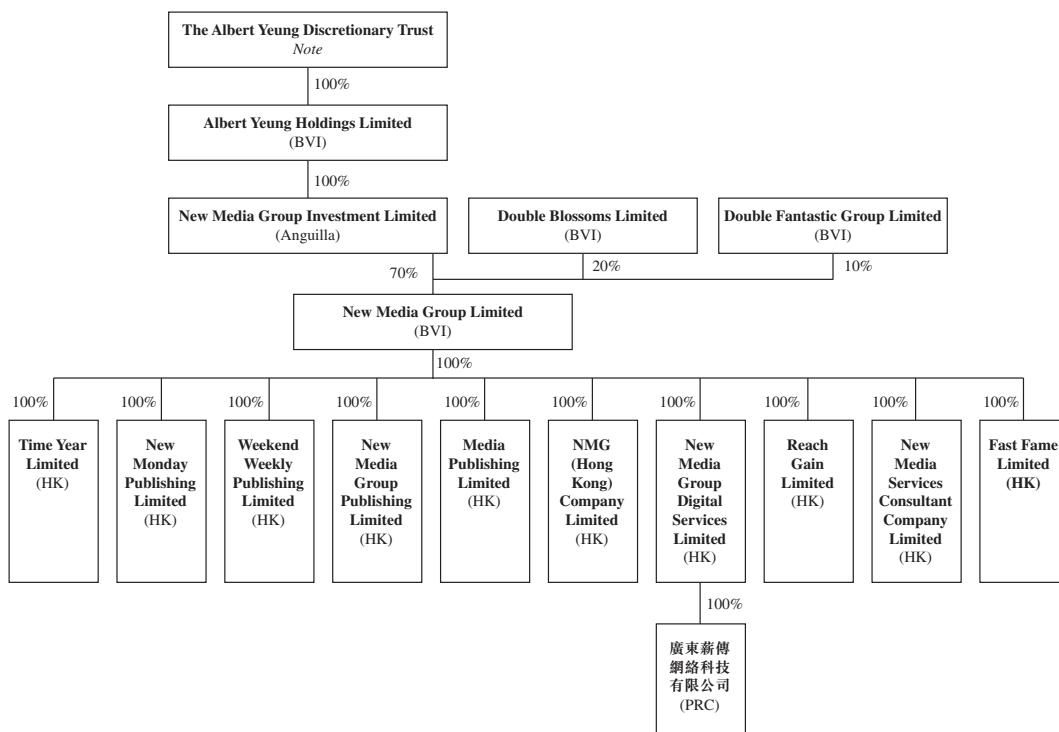 The Albert Yeung Discretionary Trust
Note
100%
Albert Yeung Holdings Limited
(BVI)
100%
New Media Group Investment Limited
(Anguilla)
Double Blossoms Limited
(BVI)
Double Fantastic Group Limited
(BVI)
70%
20%
10%
New Media Group Limited
(BVI)
100%
100%
100%
100%
100%
100%
100%
100%
100%
100%
100%
Time Year
Limited
(HK)
New
Monday
Publishing
Limited
(HK)
Weekend
Weekly
Publishing
Limited
(HK)
New
Media
Group
Publishing
Limited
(HK)
Media
Publishing
Limited
(HK)
NMG
(Hong
Kong)
Company
Limited
(HK)
New
Media
Group
Digital
Services
Limited
(HK)
Reach
Gain
Limited
(HK)
New
Media
Services
Consultant
Company
Limited
(HK)
Fast Fame
Limited
(HK)
100%
廣東薪傳
網絡科技
有限公司
(PRC)